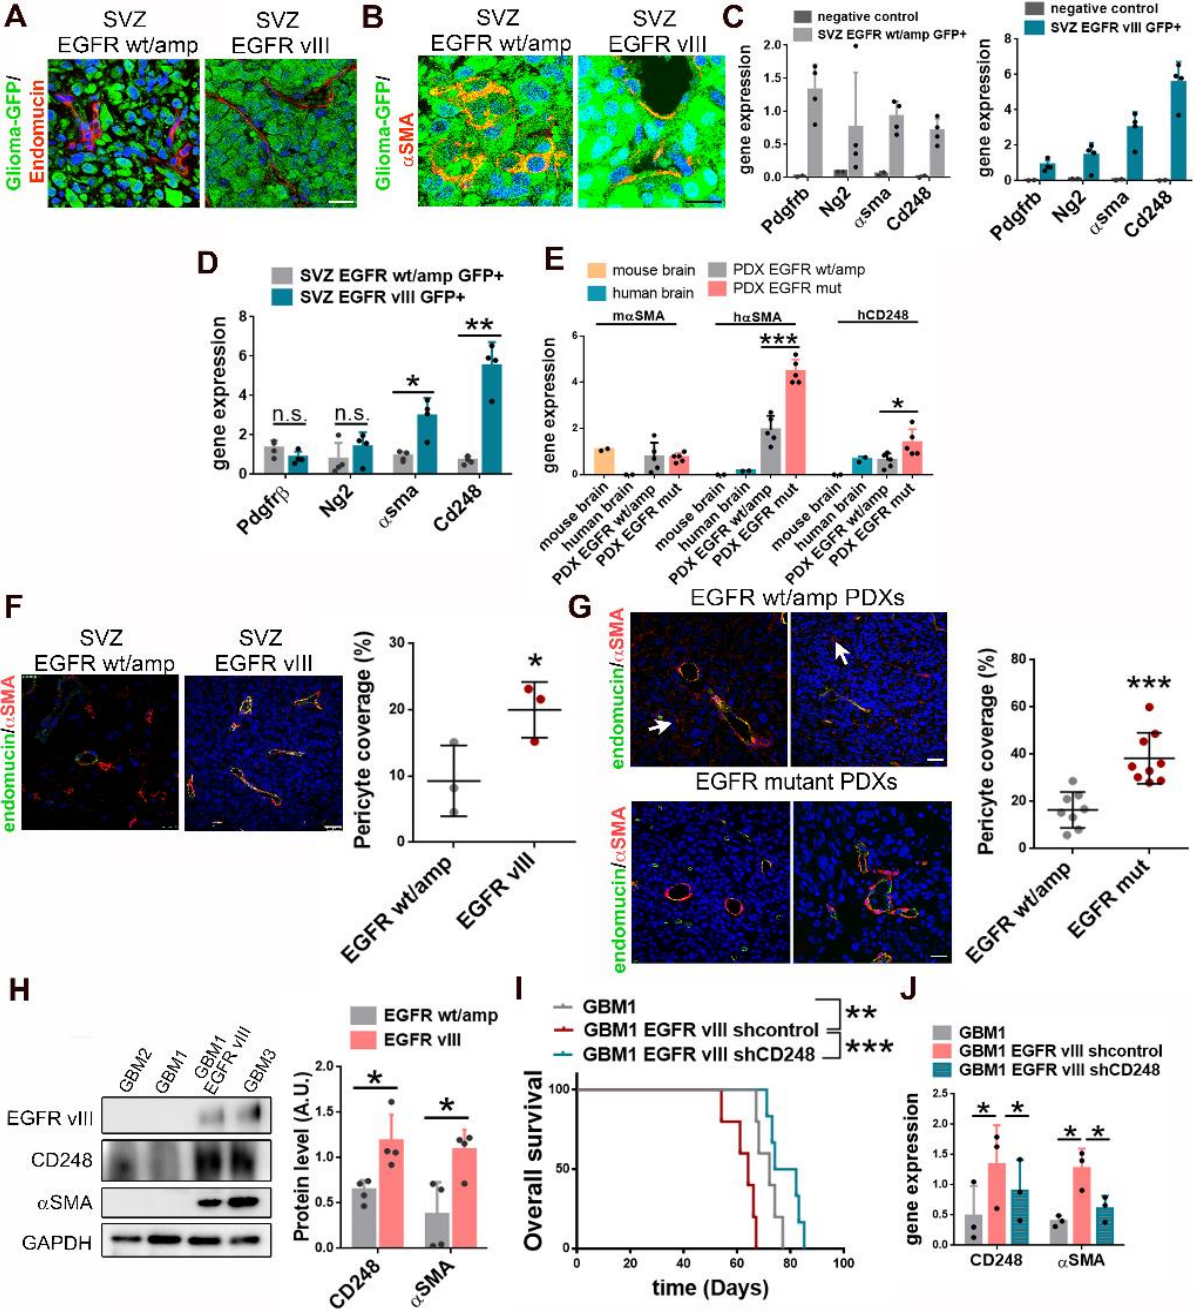 A
SVZ
EGFR wt/amp
SVZ
EGFR vIII
Glioma-GFP/
Endomucin
B
SVZ
EGFR wt/amp
SVZ
EGFR vIII
Glioma-GFP/
αSMA
C
negative control
SVZ EGFR wt/amp GFP+
gene expression
2.0
1.5
1.0
0.5
0.0
Pdgfrb
Ng2
αsma
Cd248
negative control
SVZ EGFR vIII GFP+
gene expression
8
6
4
2
0
Pdgfrb
Ng2
αsma
Cd248
D
SVZ EGFR wt/amp GFP+
SVZ EGFR vIII GFP+
gene expression
8
6
4
2
0
n.s.
n.s.
*
**
Pdgfrβ
Ng2
αsma
Cd248
E
mouse brain
human brain
PDX EGFR wt/amp
PDX EGFR mut
mαSMA
hαSMA
hCD248
gene expression
6
4
2
0
***
*
mouse brain
human brain
PDX EGFR wt/amp
PDX EGFR mut
mouse brain
human brain
PDX EGFR wt/amp
PDX EGFR mut
mouse brain
human brain
PDX EGFR wt/amp
PDX EGFR mut
F
SVZ
EGFR wt/amp
SVZ
EGFR vIII
endomucin/αSMA
Pericyte coverage (%)
30
20
10
0
*
EGFR wt/amp
EGFR vIII
G
EGFR wt/amp PDXs
endomucin/αSMA
EGFR mutant PDXs
endomucin/αSMA
Pericyte coverage (%)
80
60
40
20
0
***
EGFR wt/amp
EGFR mut
H
GBM2
GBM1
GBM1
EGFR vIII
GBM3
EGFR vIII
CD248
αSMA
GAPDH
EGFR wt/amp
EGFR vIII
Protein level (A.U.)
2.0
1.5
1.0
0.5
0.0
*
*
CD248
αSMA
I
GBM1
GBM1 EGFR vIII shcontrol
GBM1 EGFR vIII shCD248
**
***
Overall survival
100
50
0
0 20 40 60 80 100
time (Days)
J
GBM1
GBM1 EGFR vIII shcontrol
GBM1 EGFR vIII shCD248
gene expression
2.5
2.0
1.5
1.0
0.5
0.0
* *
* *
CD248
αSMA